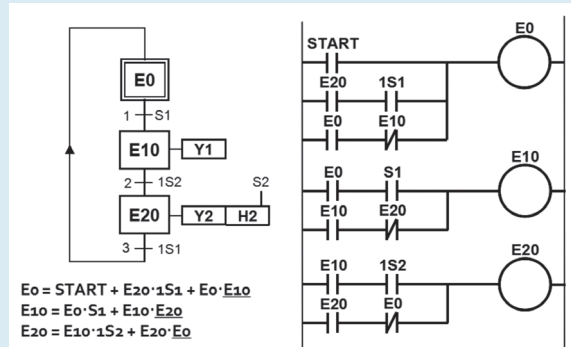 E0
1 S1
E10 Y1
2 1S2
S2
E20 Y2 H2
3 1S1
E0 = START + E20·1S1 + E0·E10
E10 = E0·S1 + E10·E20
E20 = E10·1S2 + E20·E0
E0
START
E20 1S1
E0 E10
E10
E0 S1
E10 E20
E20
E10 1S2
E20 E0